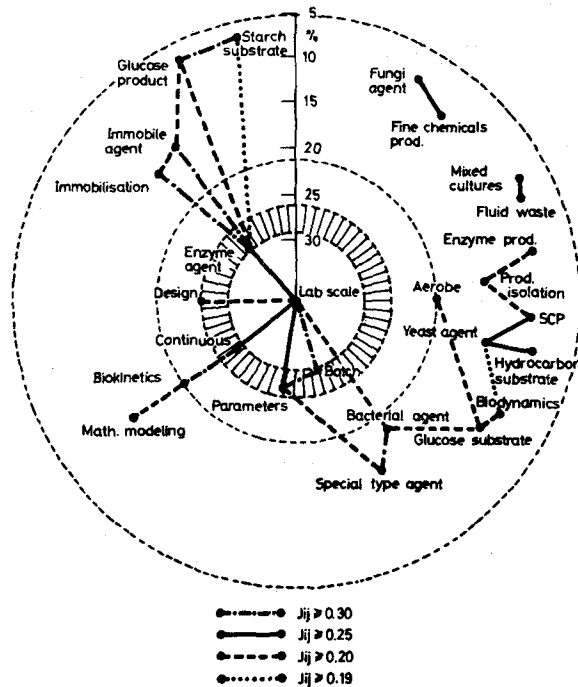 5
%
10
15
20
25
30
Starch
substrate
Glucose
product
Immobile
agent
Immobilisation
Enzyme
agent
Design
Lab scale
Continuous
Biokinetics
Math. modeling
Parameters
Batch
Fungi
agent
Fine chemicals
prod.
Mixed
cultures
Fluid waste
Enzyme prod.
Prod.
isolation
Aerobe
SCP
Yeast agent
Hydrocarbon
substrate
Biodynamics
Bacterial agent
Glucose substrate
Special type agent
Jij ≥ 0.30
Jij ≥ 0.25
Jij ≥ 0.20
Jij ≥ 0.19